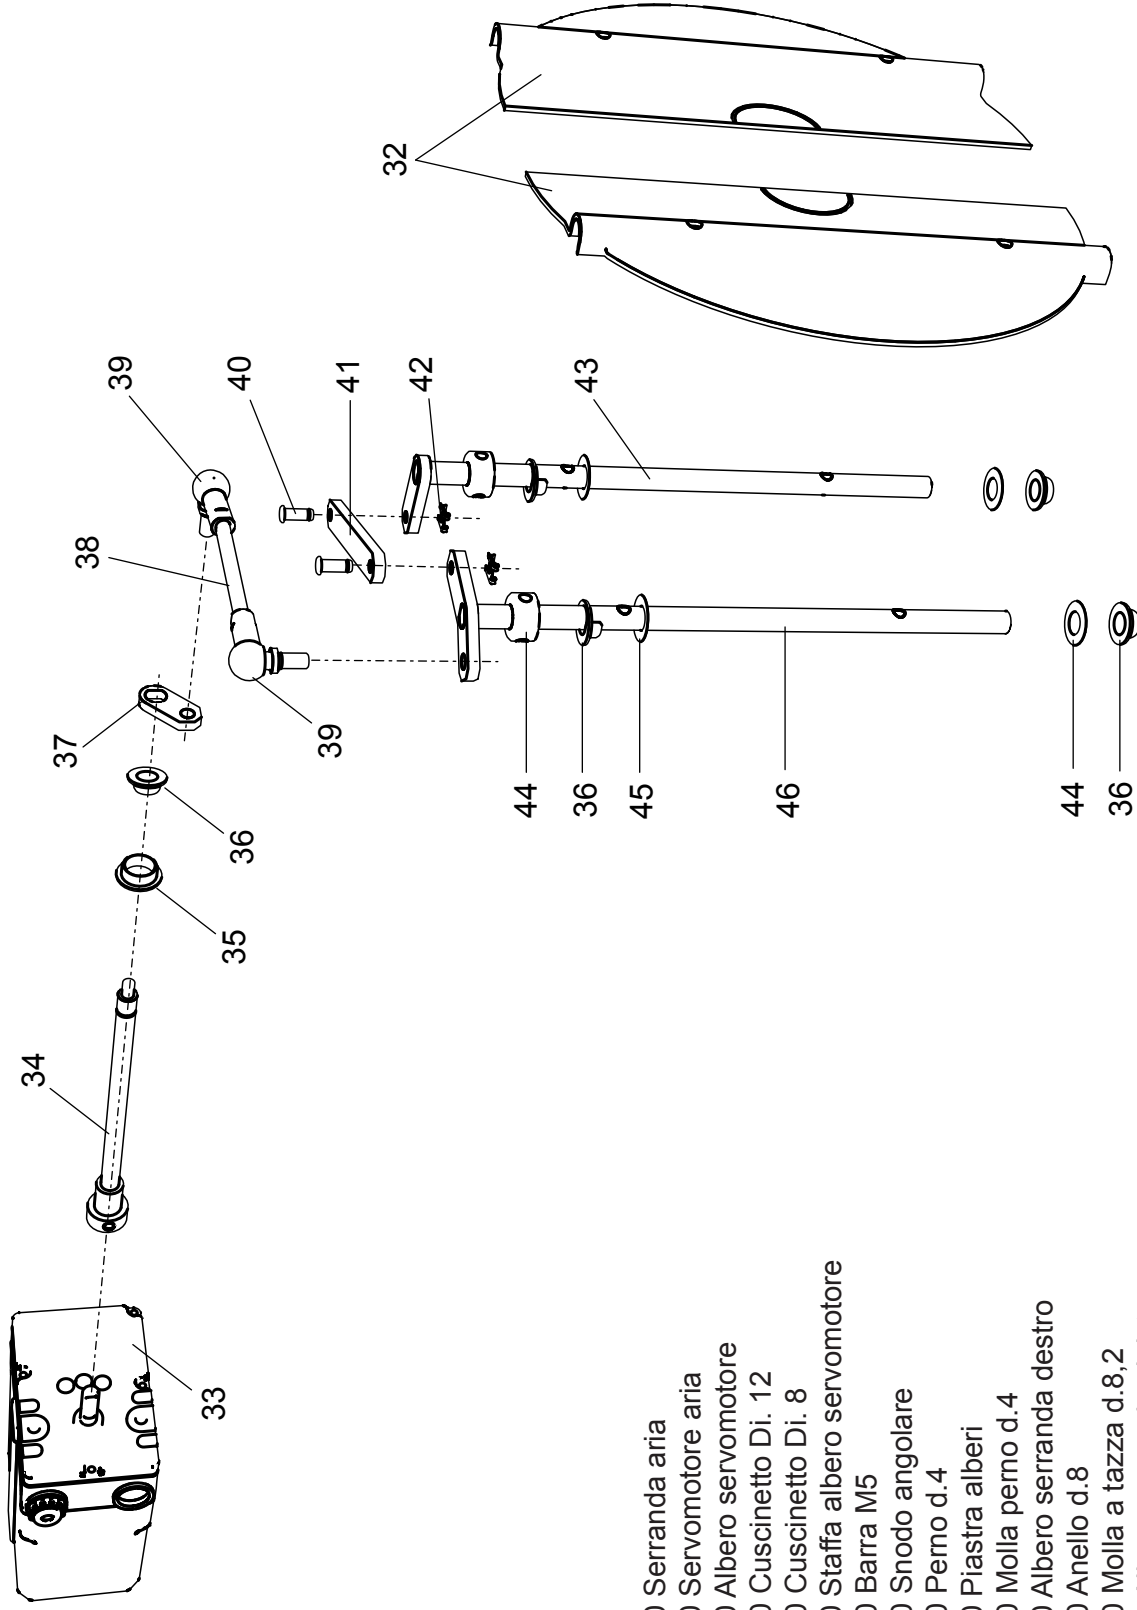 34
37
38
39
33
35
36
40
39
41
32
42
44
36
43
45
46
44
36
Serranda aria
Servomotore aria
Albero servomotore
Cuscinetto Di. 12
Cuscinetto Di. 8
Staffa albero servomotore
Barra M5
Snodo angolare
Perno d.4
Piastra alberi
Molla perno d.4
Albero serranda destro
Anello d.8
Molla a tazza d.8,2